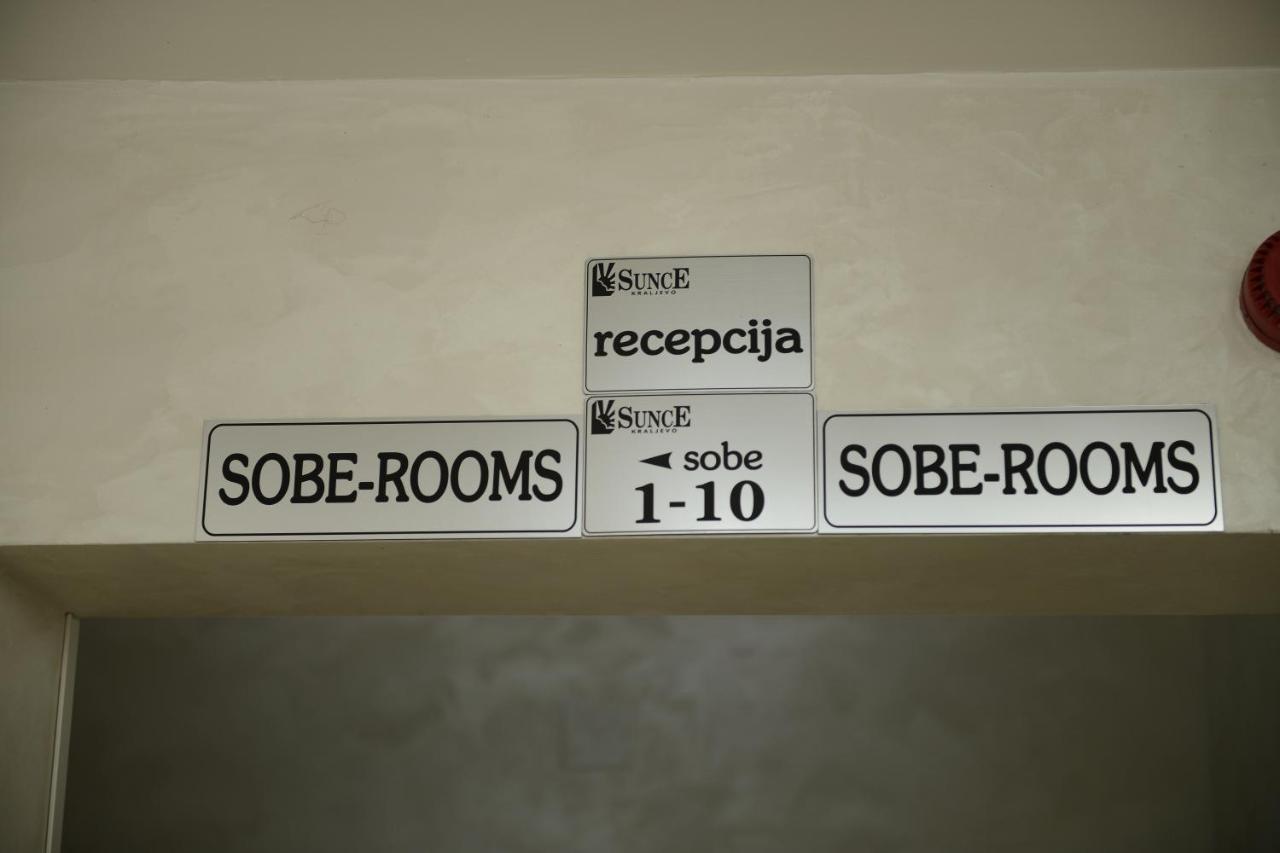 SUNCE
KRALJEVO
recepcija
SOBE-ROOMS
SUNCE
KRALJEVO
sobe
1-10
SOBE-ROOMS